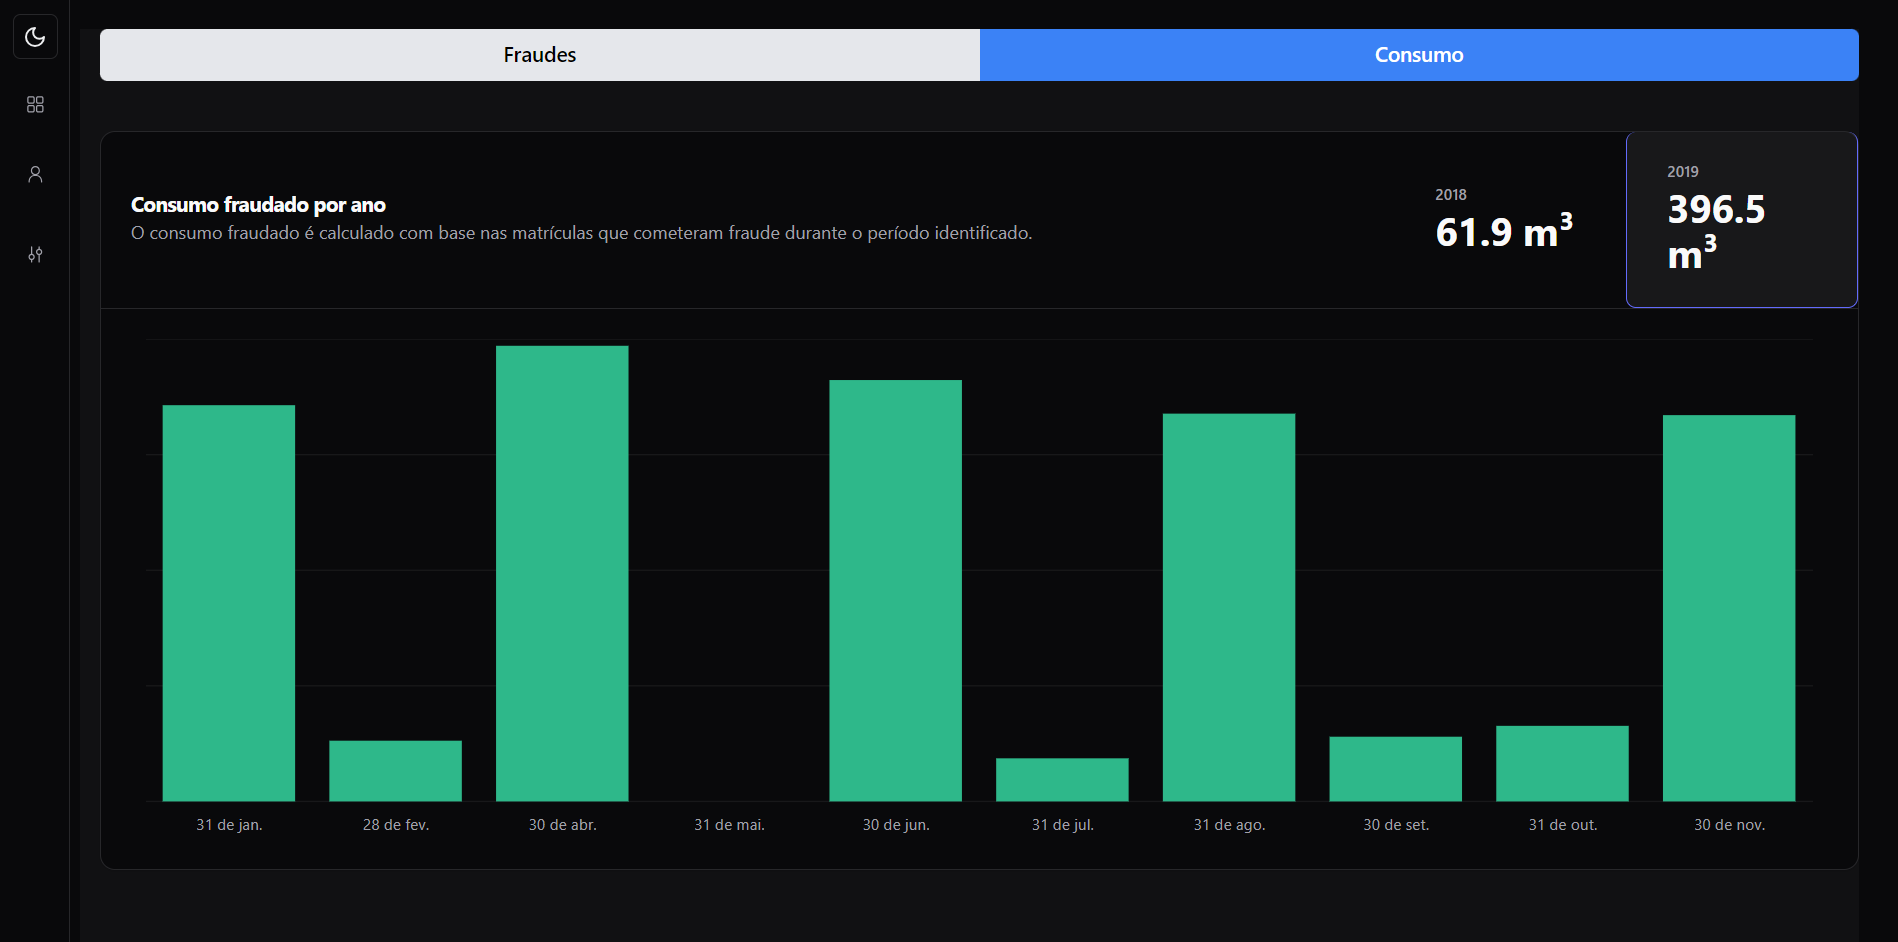 Fraudes
Consumo
Consumo fraudado por ano
O consumo fraudado é calculado com base nas matrículas que cometeram fraude durante o período identificado.
2018
61.9 m³
2019
396.5
m³
31 de jan.
28 de fev.
30 de abr.
31 de mai.
30 de jun.
31 de jul.
31 de ago.
30 de set.
31 de out.
30 de nov.